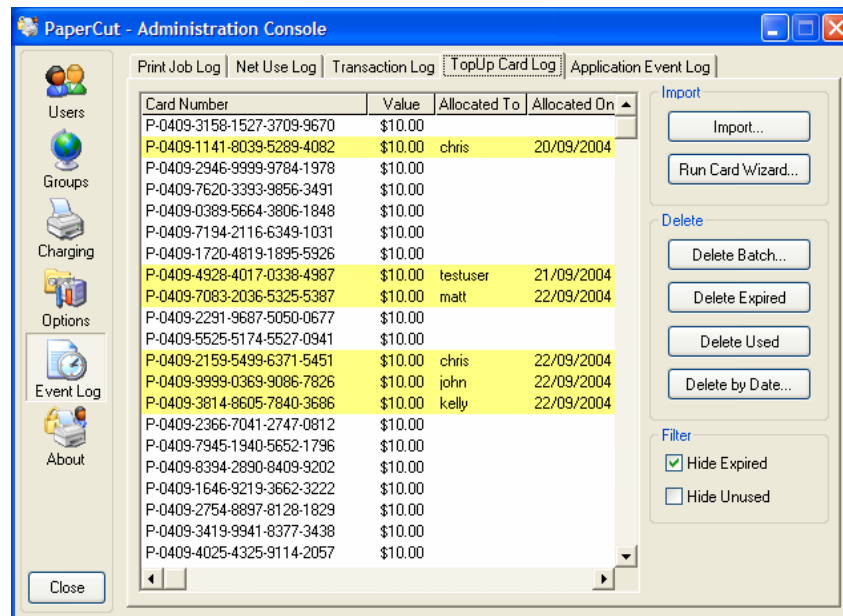 PaperCut - Administration Console
Print Job Log Net Use Log Transaction Log TopUp Card Log Application Event Log
Users
Groups
Charging
Options
Event Log
About
Close
Card Number Value Allocated To Allocated On
P-0409-3158-1527-3709-9670 $10.00
P-0409-1141-8039-5289-4082 $10.00 chris 20/09/2004
P-0409-2946-9999-9784-1978 $10.00
P-0409-7620-3393-9856-3491 $10.00
P-0409-0389-5664-3806-1848 $10.00
P-0409-7194-2116-6349-1031 $10.00
P-0409-1720-4819-1895-5926 $10.00
P-0409-4928-4017-0338-4987 $10.00 testuser 21/09/2004
P-0409-7083-2036-5325-5387 $10.00 matt 22/09/2004
P-0409-2291-9687-5050-0677 $10.00
P-0409-5525-5174-5527-0941 $10.00
P-0409-2159-5499-6371-5451 $10.00 chris 22/09/2004
P-0409-9999-0369-9086-7826 $10.00 john 22/09/2004
P-0409-3814-8605-7840-3686 $10.00 kelly 22/09/2004
P-0409-2366-7041-2747-0812 $10.00
P-0409-7945-1940-5652-1796 $10.00
P-0409-8394-2890-8409-9202 $10.00
P-0409-1646-9219-3662-3222 $10.00
P-0409-2754-8897-8128-1829 $10.00
P-0409-3419-9941-8377-3438 $10.00
P-0409-4025-4325-9114-2057 $10.00
Import
Import...
Run Card Wizard...
Delete
Delete Batch...
Delete Expired
Delete Used
Delete by Date...
Filter
Hide Expired
Hide Unused